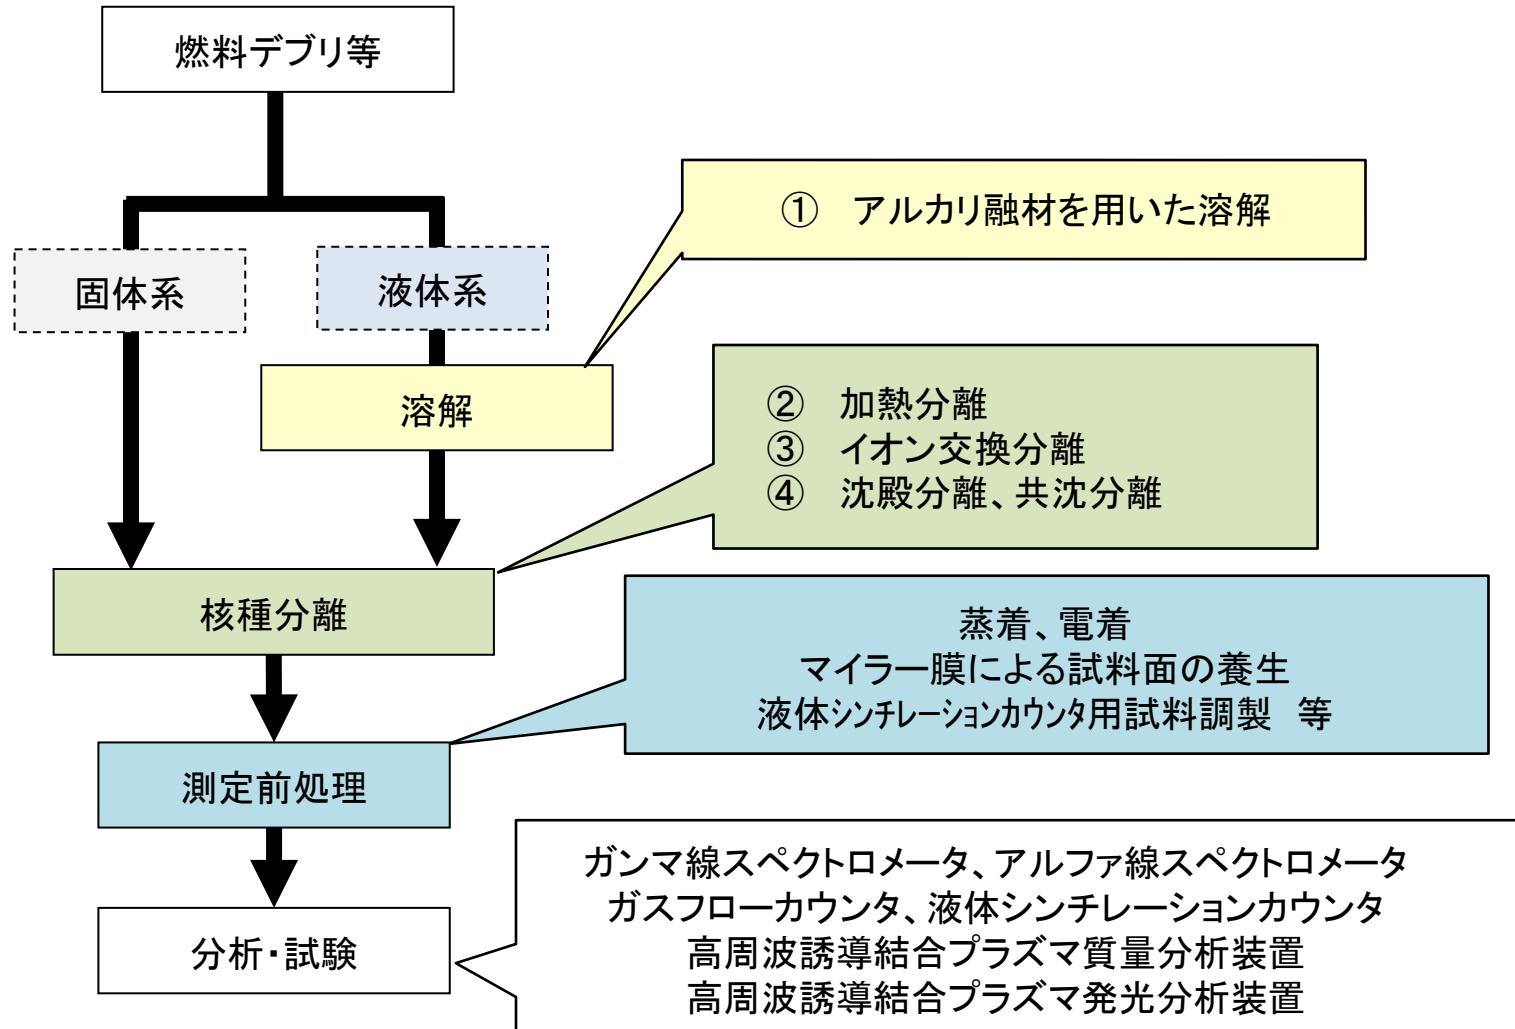 燃料デブリ等
① アルカリ融材を用いた溶解
固体系
液体系
溶解
② 加熱分離
③ イオン交換分離
④ 沈殿分離、共沈分離
核種分離
蒸着、電着
マイラー膜による試料面の養生
液体シンチレーションカウンタ用試料調製 等
測定前処理
ガンマ線スペクトロメータ、アルファ線スペクトロメータ
ガスフローカウンタ、液体シンチレーションカウンタ
高周波誘導結合プラズマ質量分析装置
高周波誘導結合プラズマ発光分析装置
分析・試験